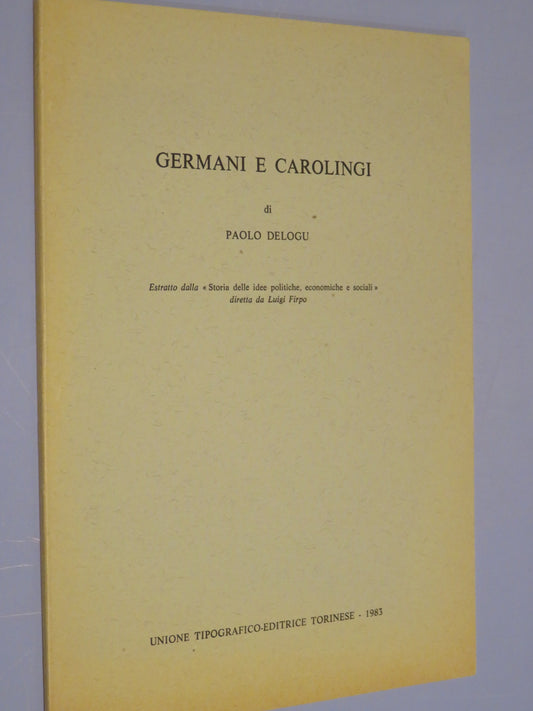 GERMANI E CAROLINGI
di
PAOLO DELOGU
Estratto dalla « Storia delle idee politiche, economiche e sociali »
diretta da Luigi Firpo
UNIONE TIPOGRAFICO-EDITRICE TORINESE - 1983